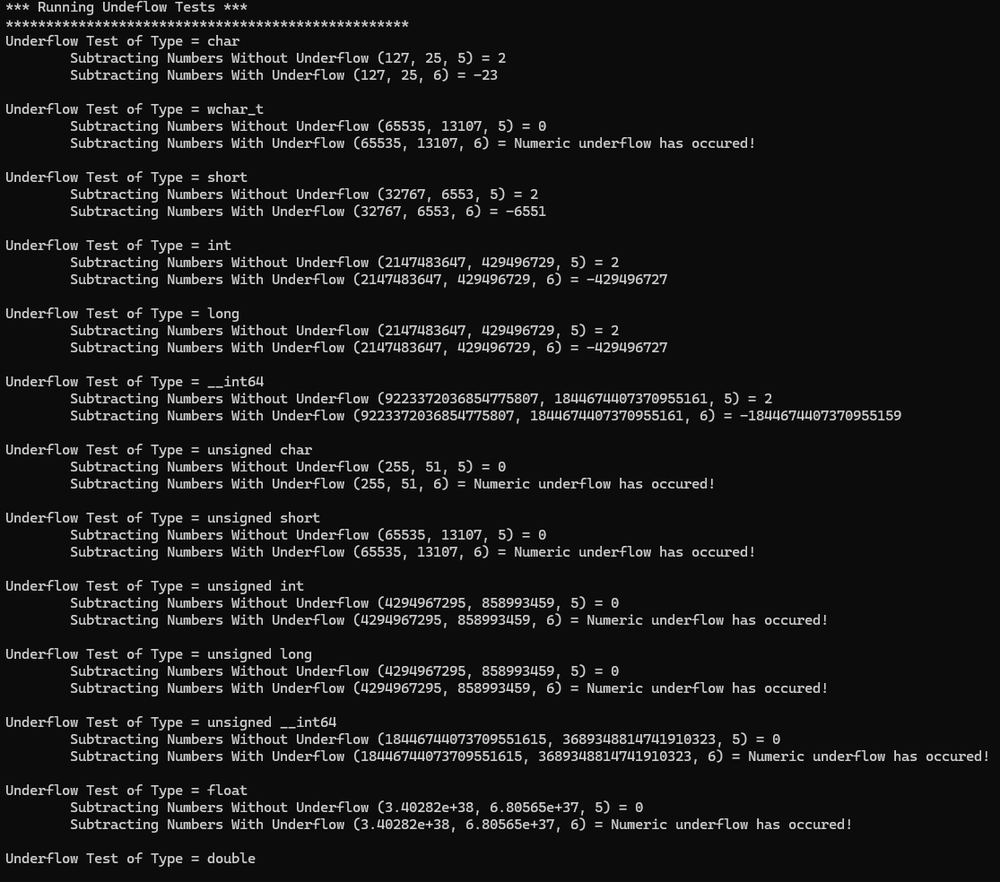 *** Running Undeflow Tests ***
**************************************************
Underflow Test of Type = char
        Subtracting Numbers Without Underflow (127, 25, 5) = 2
        Subtracting Numbers With Underflow (127, 25, 6) = -23

Underflow Test of Type = wchar_t
        Subtracting Numbers Without Underflow (65535, 13107, 5) = 0
        Subtracting Numbers With Underflow (65535, 13107, 6) = Numeric underflow has occured!

Underflow Test of Type = short
        Subtracting Numbers Without Underflow (32767, 6553, 5) = 2
        Subtracting Numbers With Underflow (32767, 6553, 6) = -6551

Underflow Test of Type = int
        Subtracting Numbers Without Underflow (2147483647, 429496729, 5) = 2
        Subtracting Numbers With Underflow (2147483647, 429496729, 6) = -429496727

Underflow Test of Type = long
        Subtracting Numbers Without Underflow (2147483647, 429496729, 5) = 2
        Subtracting Numbers With Underflow (2147483647, 429496729, 6) = -429496727

Underflow Test of Type = __int64
        Subtracting Numbers Without Underflow (9223372036854775807, 1844674407370955161, 5) = 2
        Subtracting Numbers With Underflow (9223372036854775807, 1844674407370955161, 6) = -1844674407370955159

Underflow Test of Type = unsigned char
        Subtracting Numbers Without Underflow (255, 51, 5) = 0
        Subtracting Numbers With Underflow (255, 51, 6) = Numeric underflow has occured!

Underflow Test of Type = unsigned short
        Subtracting Numbers Without Underflow (65535, 13107, 5) = 0
        Subtracting Numbers With Underflow (65535, 13107, 6) = Numeric underflow has occured!

Underflow Test of Type = unsigned int
        Subtracting Numbers Without Underflow (4294967295, 858993459, 5) = 0
        Subtracting Numbers With Underflow (4294967295, 858993459, 6) = Numeric underflow has occured!

Underflow Test of Type = unsigned long
        Subtracting Numbers Without Underflow (4294967295, 858993459, 5) = 0
        Subtracting Numbers With Underflow (4294967295, 858993459, 6) = Numeric underflow has occured!

Underflow Test of Type = unsigned __int64
        Subtracting Numbers Without Underflow (18446744073709551615, 3689348814741910323, 5) = 0
        Subtracting Numbers With Underflow (18446744073709551615, 3689348814741910323, 6) = Numeric underflow has occured!

Underflow Test of Type = float
        Subtracting Numbers Without Underflow (3.40282e+38, 6.80565e+37, 5) = 0
        Subtracting Numbers With Underflow (3.40282e+38, 6.80565e+37, 6) = Numeric underflow has occured!

Underflow Test of Type = double